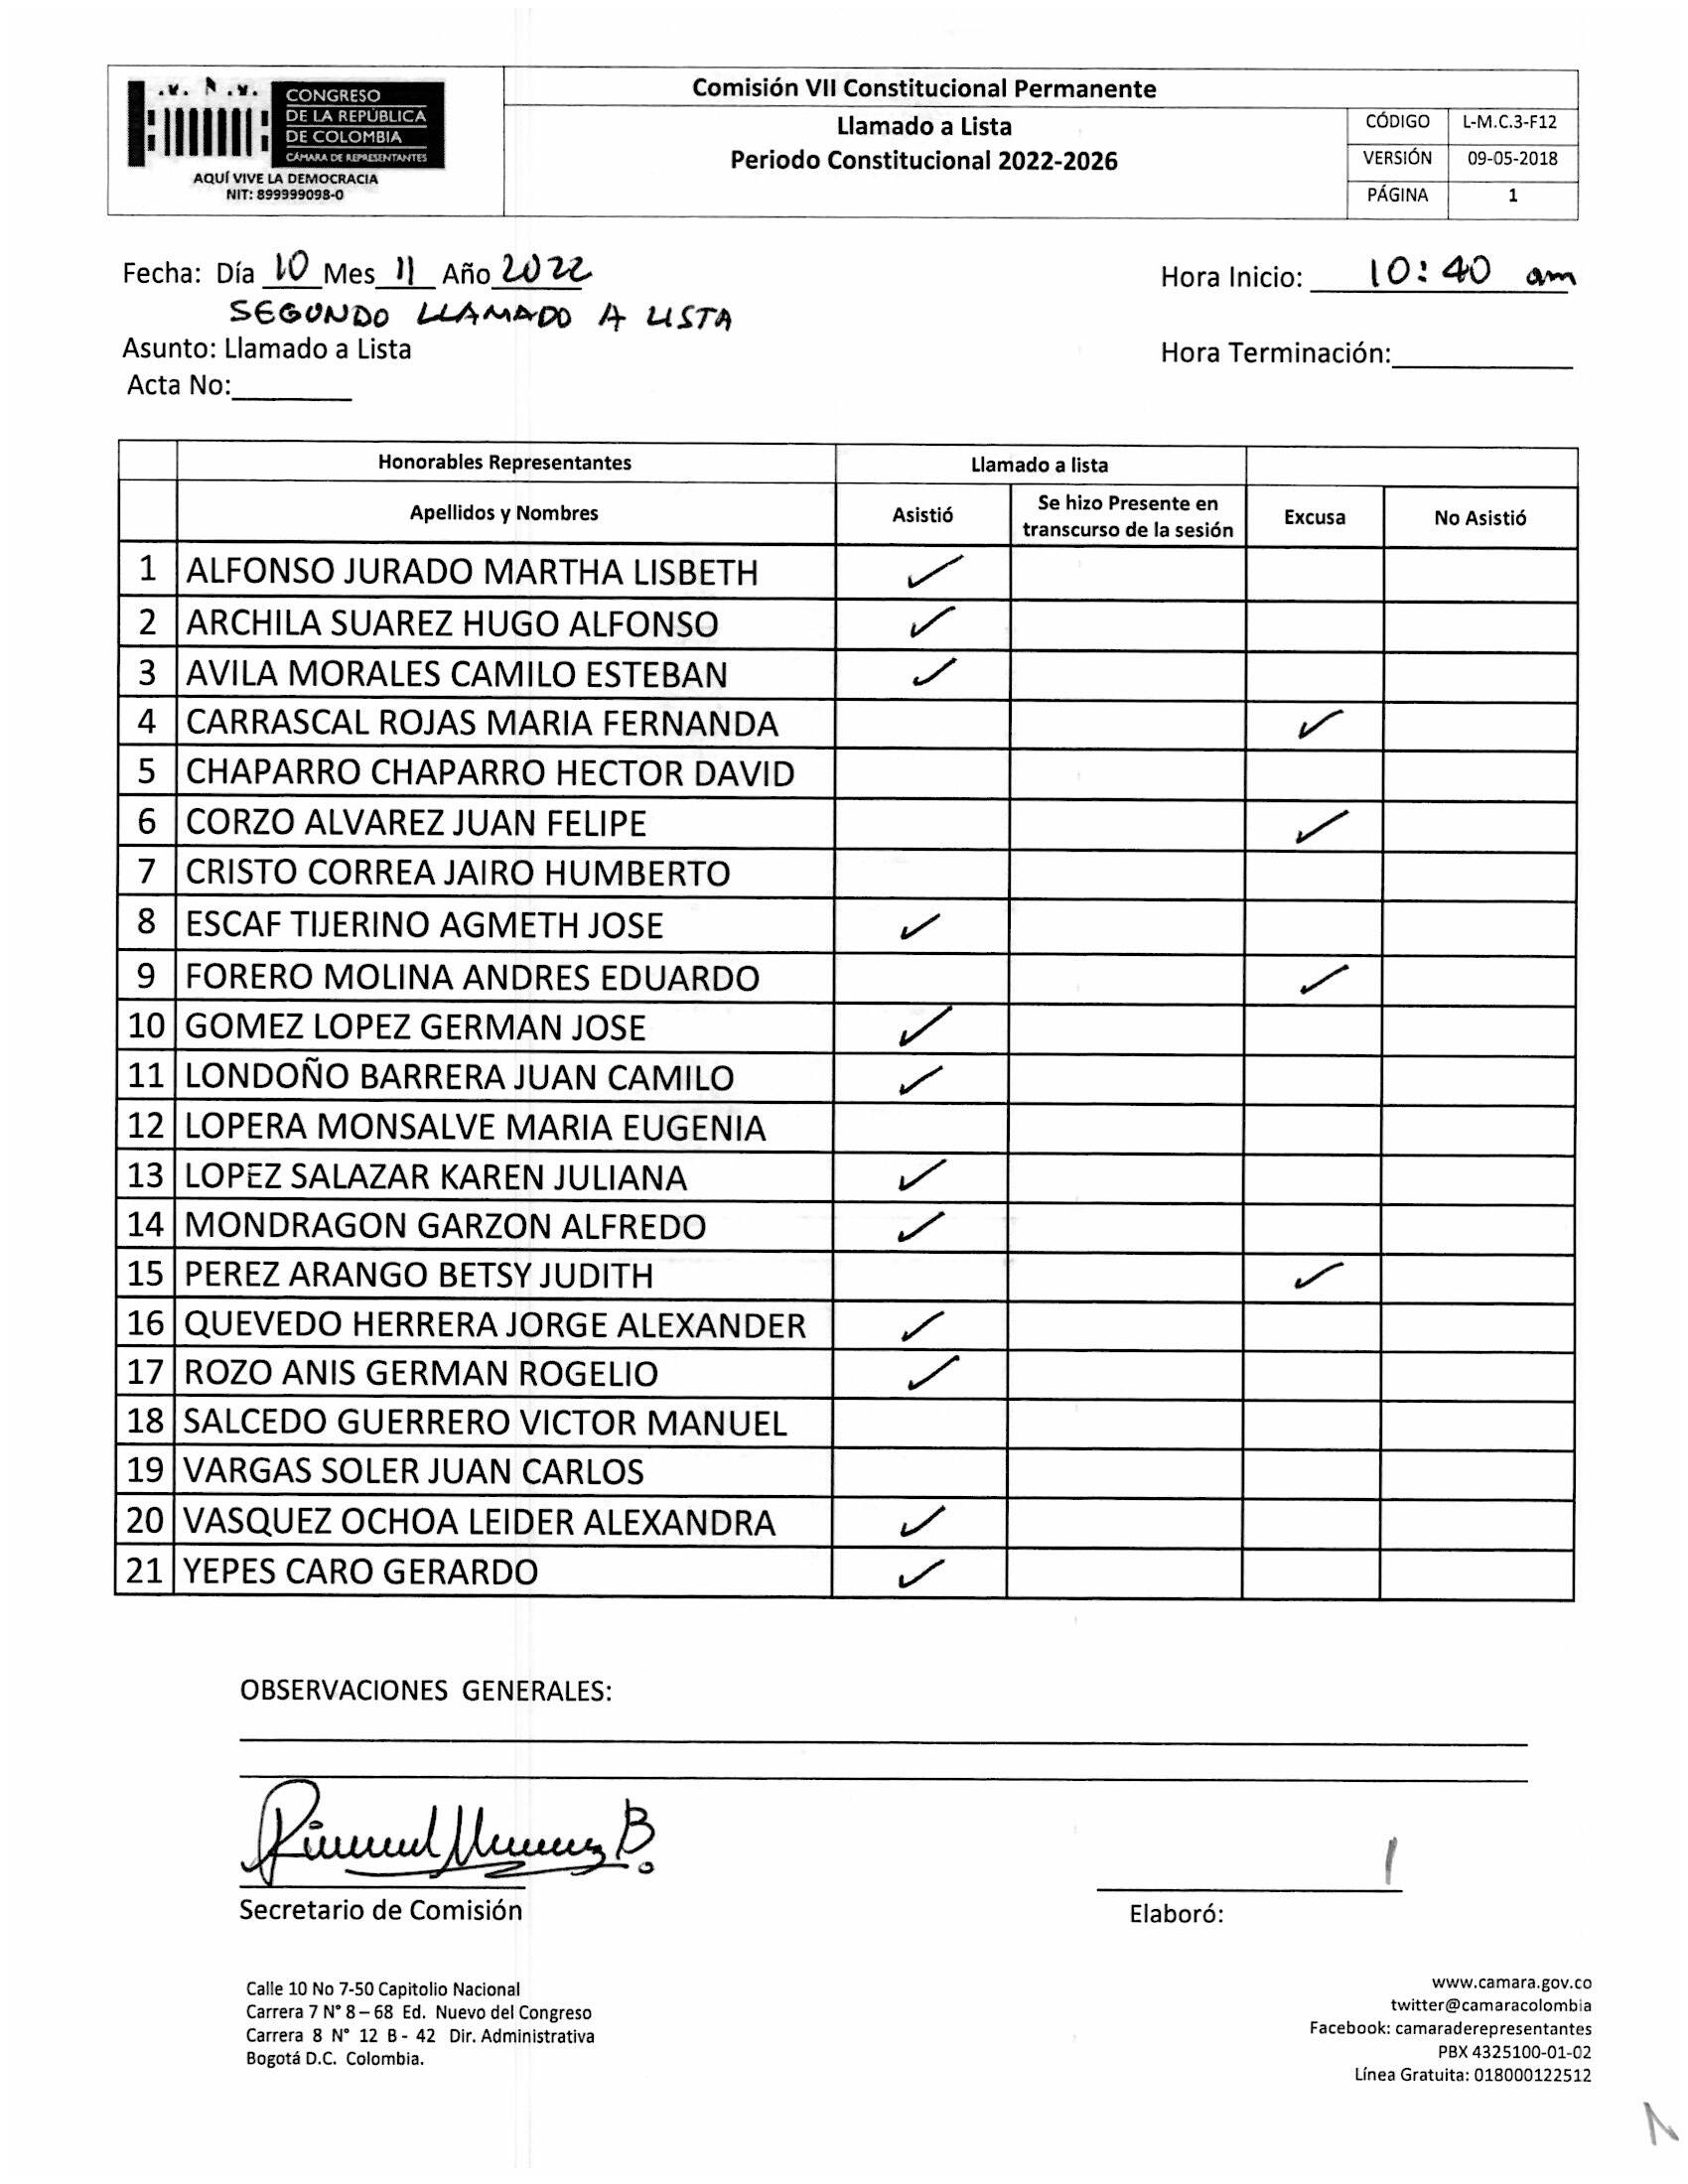 CONGRESO
DE LA REPÚBLICA
DE COLOMBIA
CÁMARA DE REPRESENTANTES
AQUÍ VIVE LA DEMOCRACIA
NIT: 899999098-0
Comisión VII Constitucional Permanente
Llamado a Lista
Periodo Constitucional 2022-2026
CÓDIGO L-M.C.3-F12
VERSIÓN 09-05-2018
PÁGINA 1
Fecha: Día 10 Mes 11 Año 2022 Hora Inicio: 10:40 am
SEGUNDO LLAMADO A LISTA
Asunto: Llamado a Lista Hora Terminación:
Acta No:
Honorables Representantes Llamado a lista
Apellidos y Nombres Asistió Se hizo Presente en transcurso de la sesión Excusa No Asistió
1 ALFONSO JURADO MARTHA LISBETH ✓
2 ARCHILA SUAREZ HUGO ALFONSO ✓
3 AVILA MORALES CAMILO ESTEBAN ✓
4 CARRASCAL ROJAS MARIA FERNANDA ✓
5 CHAPARRO CHAPARRO HECTOR DAVID
6 CORZO ALVAREZ JUAN FELIPE ✓
7 CRISTO CORREA JAIRO HUMBERTO
8 ESCAF TIJERINO AGMETH JOSE ✓
9 FORERO MOLINA ANDRES EDUARDO ✓
10 GOMEZ LOPEZ GERMAN JOSE ✓
11 LONDOÑO BARRERA JUAN CAMILO ✓
12 LOPERA MONSALVE MARIA EUGENIA
13 LOPEZ SALAZAR KAREN JULIANA ✓
14 MONDRAGON GARZON ALFREDO ✓
15 PEREZ ARANGO BETSY JUDITH ✓
16 QUEVEDO HERRERA JORGE ALEXANDER ✓
17 ROZO ANIS GERMAN ROGELIO ✓
18 SALCEDO GUERRERO VICTOR MANUEL
19 VARGAS SOLER JUAN CARLOS
20 VASQUEZ OCHOA LEIDER ALEXANDRA ✓
21 YEPES CARO GERARDO ✓
OBSERVACIONES GENERALES:
Secretario de Comisión
Elaboró:
Calle 10 No 7-50 Capitolio Nacional
Carrera 7 N° 8 – 68 Ed. Nuevo del Congreso
Carrera 8 N° 12 B - 42 Dir. Administrativa
Bogotá D.C. Colombia.
www.camara.gov.co
twitter@camaracolombia
Facebook: camaraderepresentantes
PBX 4325100-01-02
Línea Gratuita: 018000122512